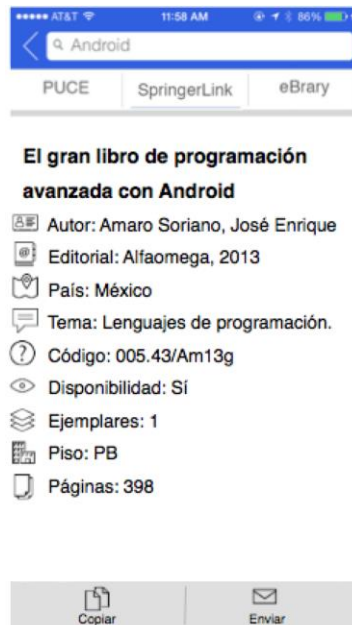 AT&T 11:58 AM 86%
Android
PUCE SpringerLink eBrary
El gran libro de programación
avanzada con Android
Autor: Amaro Soriano, José Enrique
Editorial: Alfaomega, 2013
País: México
Tema: Lenguajes de programación.
Código: 005.43/Am13g
Disponibilidad: Sí
Ejemplares: 1
Piso: PB
Páginas: 398
Copiar Enviar